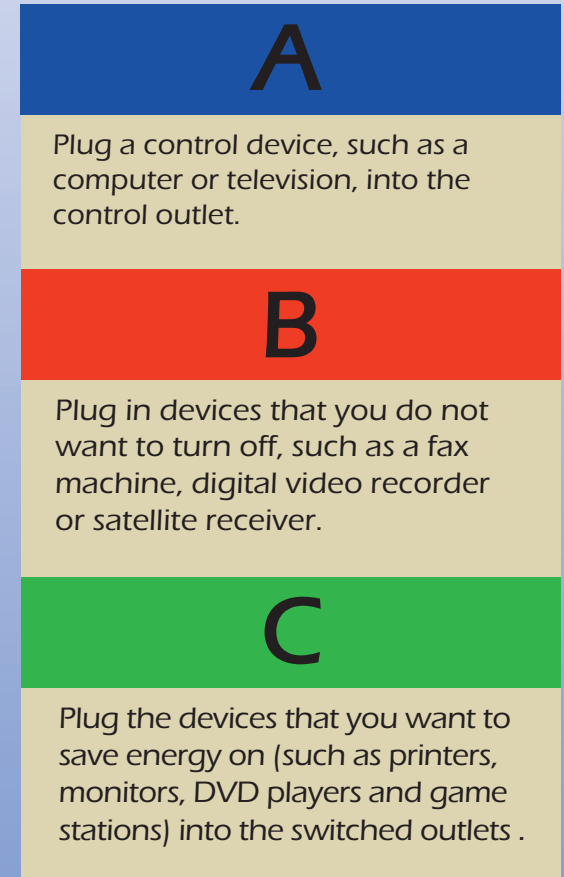 A
Plug a control device, such as a
computer or television, into the
control outlet.
B
Plug in devices that you do not
want to turn off, such as a fax
machine, digital video recorder
or satellite receiver.
C
Plug the devices that you want to
save energy on (such as printers,
monitors, DVD players and game
stations) into the switched outlets .